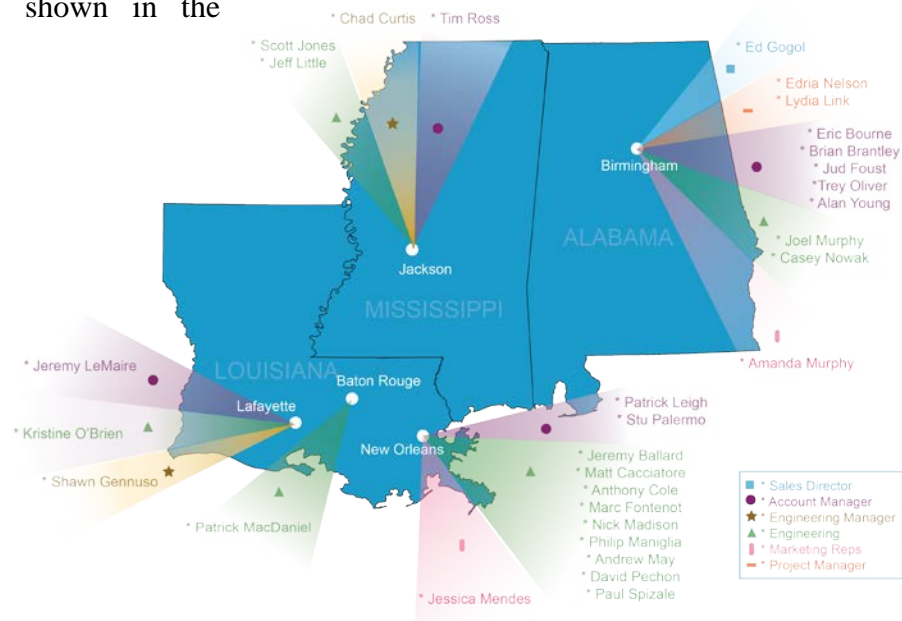 shown in the
* Chad Curtis * Tim Ross
* Scott Jones
* Jeff Little
* Ed Gogol
* Edria Nelson
* Lydia Link
* Eric Bourne
* Brian Brantley
* Jud Foust
*Trey Oliver
* Alan Young
Birmingham
ALABAMA
* Joel Murphy
* Casey Nowak
Jackson
MISSISSIPPI
* Amanda Murphy
* Jeremy LeMaire
LOUISIANA
Baton Rouge
Lafayette
* Patrick Leigh
* Stu Palermo
* Kristine O'Brien
New Orleans
* Shawn Gennuso
* Jeremy Ballard
* Matt Cacciatore
* Anthony Cole
* Marc Fontenot
* Nick Madison
* Philip Maniglia
* Andrew May
* David Pechon
* Paul Spizale
* Patrick MacDaniel
* Jessica Mendes
* Sales Director
* Account Manager
* Engineering Manager
* Engineering
* Marketing Reps
* Project Manager